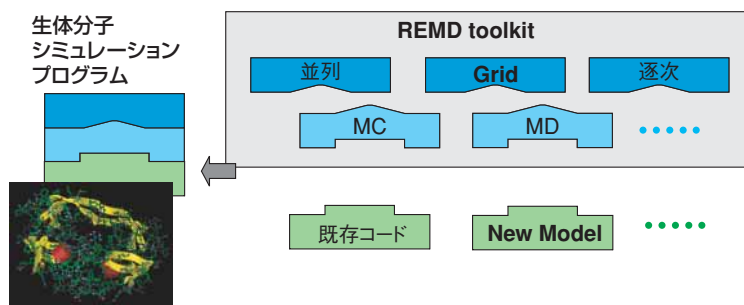 生体分子
シミュレーション
プログラム
REMD toolkit
並列
Grid
逐次
MC
MD
既存コード
New Model